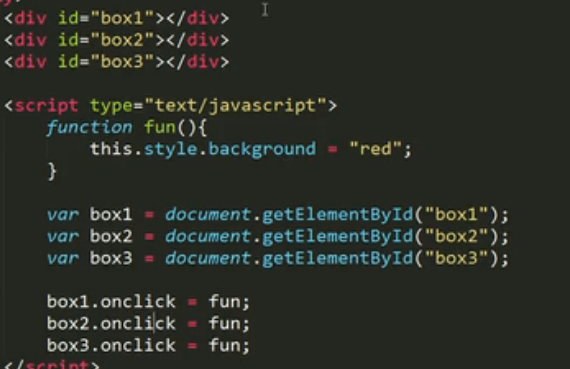 <div id="box1"></div>
<div id="box2"></div>
<div id="box3"></div>
<script type="text/javascript">
function fun(){
this.style.background = "red";
}
var box1 = document.getElementById("box1");
var box2 = document.getElementById("box2");
var box3 = document.getElementById("box3");
box1.onclick = fun;
box2.onclick = fun;
box3.onclick = fun;
</script>